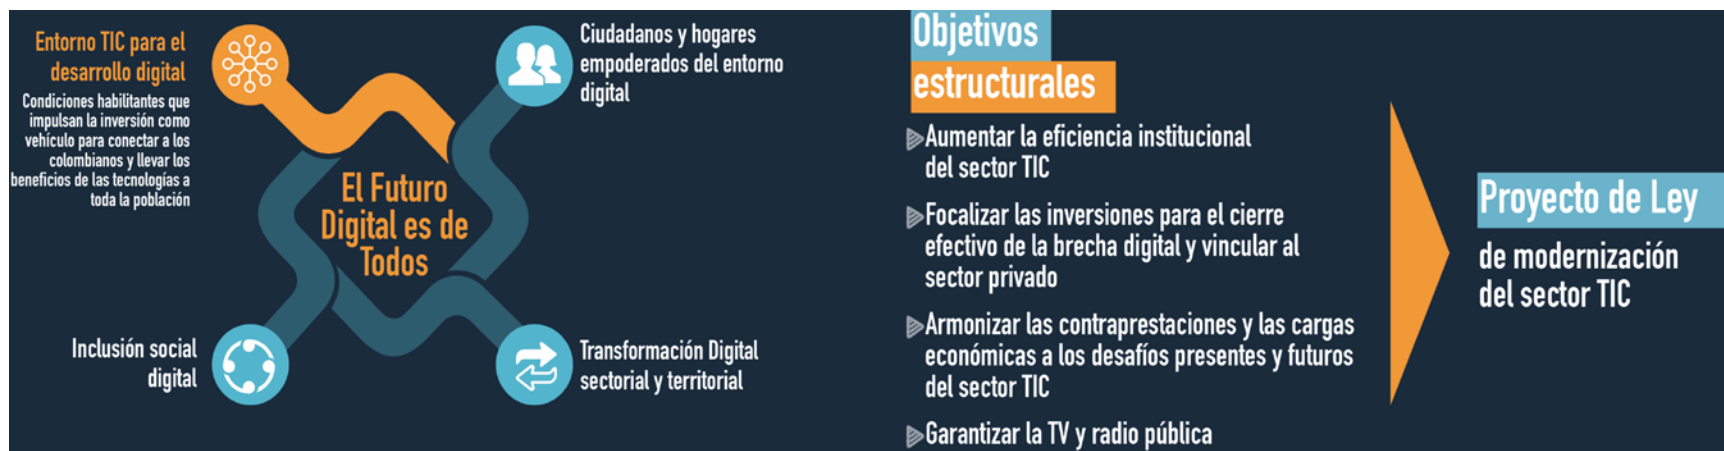 Entorno TIC para el
desarrollo digital
Condiciones habilitantes que
impulsan la inversión como
vehículo para conectar a los
colombianos y llevar los
beneficios de las tecnologías a
toda la población
Ciudadanos y hogares
empoderados del entorno
digital
El Futuro
Digital es de
Todos
Inclusión social
digital
Transformación Digital
sectorial y territorial
Objetivos
estructurales
Aumentar la eficiencia institucional
del sector TIC
Focalizar las inversiones para el cierre
efectivo de la brecha digital y vincular al
sector privado
Armonizar las contraprestaciones y las cargas
económicas a los desafíos presentes y futuros
del sector TIC
Garantizar la TV y radio pública
Proyecto de Ley
de modernización
del sector TIC